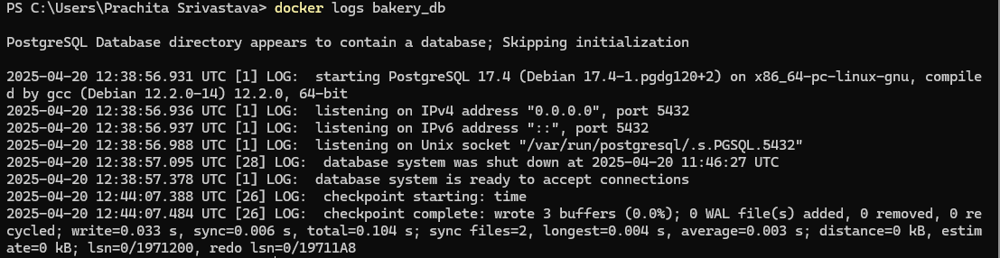 PS C:\Users\Prachita Srivastava> docker logs bakery_db
PostgreSQL Database directory appears to contain a database; Skipping initialization
2025-04-20 12:38:56.931 UTC [1] LOG:  starting PostgreSQL 17.4 (Debian 17.4-1.pgdg120+2) on x86_64-pc-linux-gnu, compile
d by gcc (Debian 12.2.0-14) 12.2.0, 64-bit
2025-04-20 12:38:56.936 UTC [1] LOG:  listening on IPv4 address "0.0.0.0", port 5432
2025-04-20 12:38:56.937 UTC [1] LOG:  listening on IPv6 address "::", port 5432
2025-04-20 12:38:56.988 UTC [1] LOG:  listening on Unix socket "/var/run/postgresql/.s.PGSQL.5432"
2025-04-20 12:38:57.095 UTC [28] LOG:  database system was shut down at 2025-04-20 11:46:27 UTC
2025-04-20 12:38:57.378 UTC [1] LOG:  database system is ready to accept connections
2025-04-20 12:44:07.388 UTC [26] LOG:  checkpoint starting: time
2025-04-20 12:44:07.484 UTC [26] LOG:  checkpoint complete: wrote 3 buffers (0.0%); 0 WAL file(s) added, 0 removed, 0 re
cycled; write=0.033 s, sync=0.006 s, total=0.104 s; sync files=2, longest=0.004 s, average=0.003 s; distance=0 kB, estim
ate=0 kB; lsn=0/1971200, redo lsn=0/19711A8